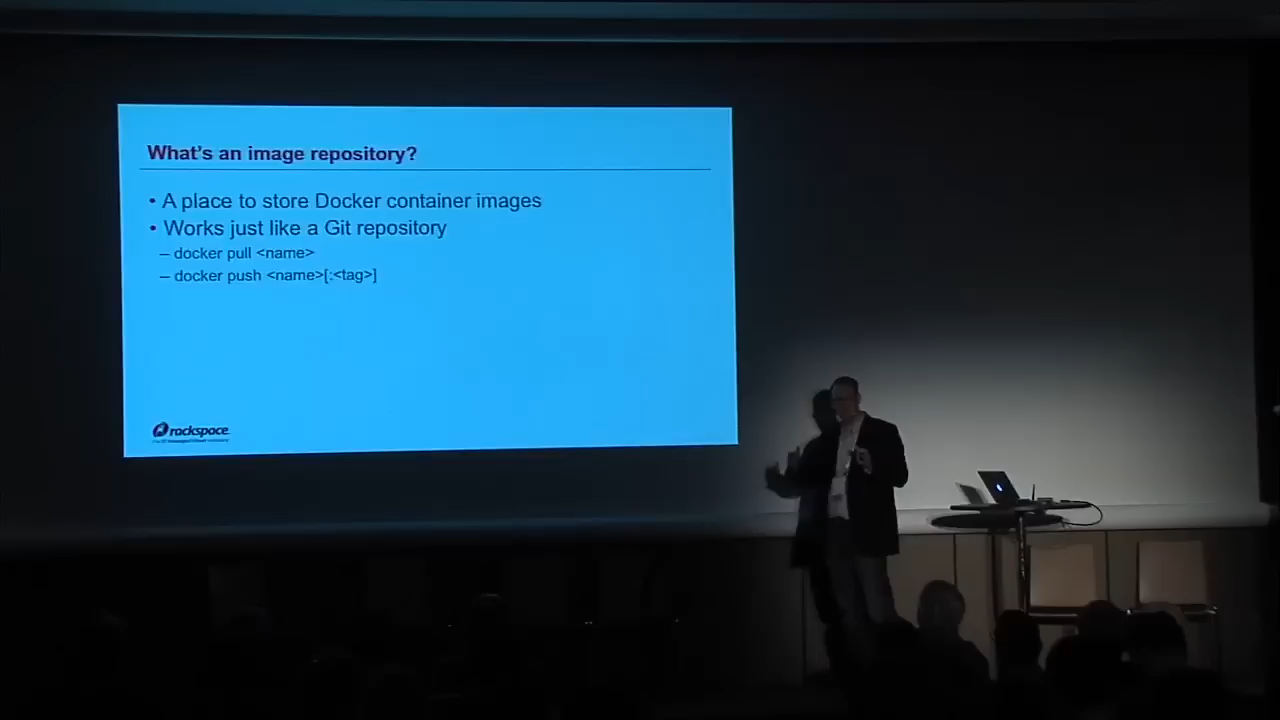 What's an image repository?
• A place to store Docker container images
• Works just like a Git repository
– docker pull <name>
– docker push <name>[:<tag>]
rockspace